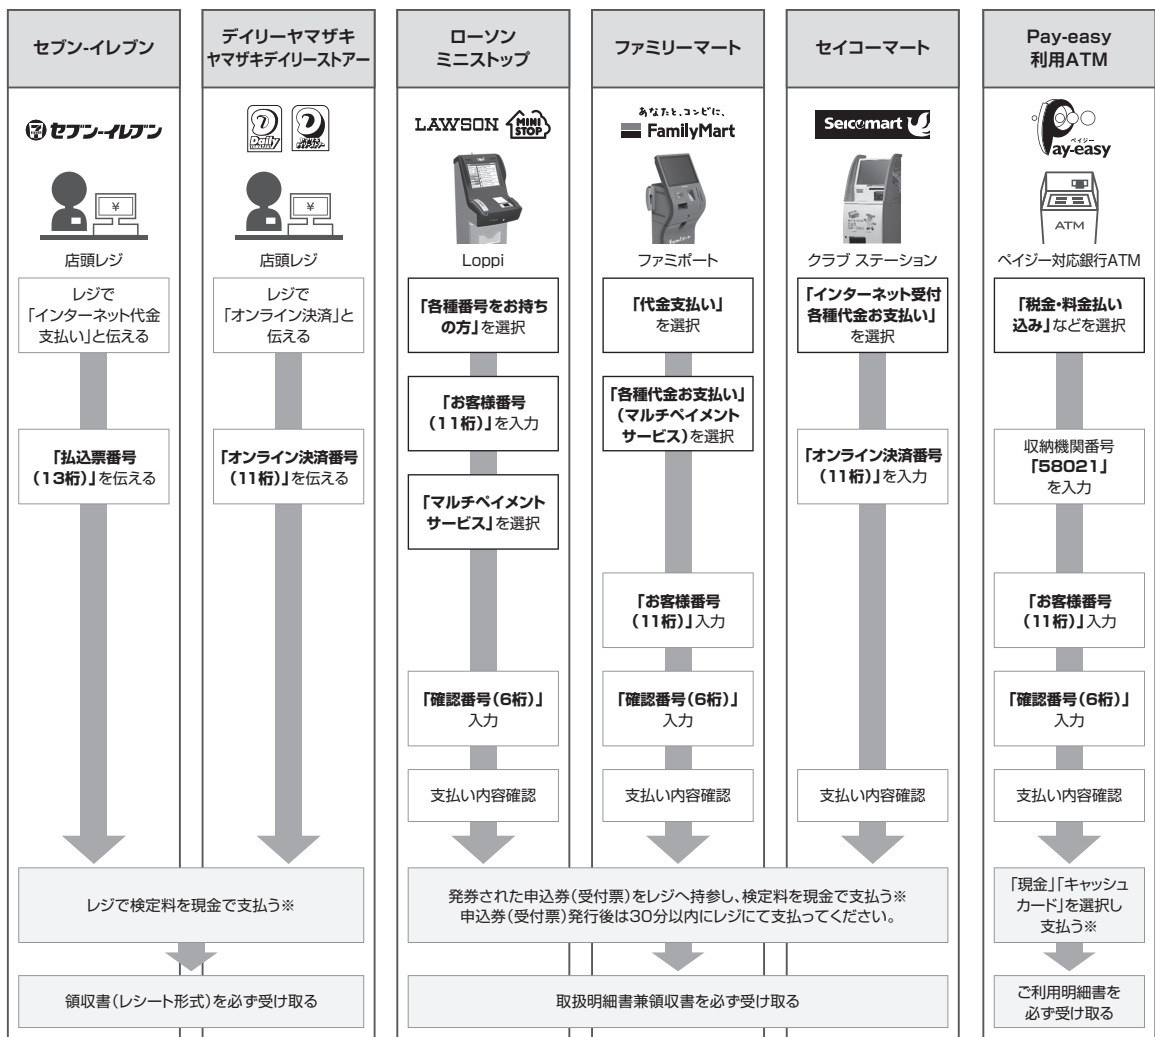 セブン-イレブン
デイリーヤマザキ
ヤマザキデイリーストアー
ローソン
ミニストップ
ファミリーマート
セイコーマート
Pay-easy
利用ATM
セブン-イレブン
Daily
LAWSON
MINI
STOP
あなたと、コンビに、
FamilyMart
Seicomart
ペイジー
Pay-easy
¥
¥
ATM
店頭レジ
店頭レジ
Loppi
ファミポート
クラブ ステーション
ペイジー対応銀行ATM
レジで
「インターネット代金
支払い」と伝える
レジで
「オンライン決済」と
伝える
「各種番号をお持ち
の方」を選択
「代金支払い」
を選択
「インターネット受付
各種代金お支払い」
を選択
「税金・料金払い
込み」などを選択
「お客様番号
(11桁)」を入力
「各種代金お支払い」
(マルチペイメント
サービス)を選択
「払込票番号
(13桁)」を伝える
「オンライン決済番号
(11桁)」を伝える
「マルチペイメント
サービス」を選択
「オンライン決済番号
(11桁)」を入力
収納機関番号
「58021」
を入力
「お客様番号
(11桁)」入力
「お客様番号
(11桁)」入力
「確認番号(6桁)」
入力
「確認番号(6桁)」
入力
「確認番号(6桁)」
入力
支払い内容確認
支払い内容確認
支払い内容確認
支払い内容確認
レジで検定料を現金で支払う※
発券された申込券(受付票)をレジへ持参し、検定料を現金で支払う※
申込券(受付票)発行後は30分以内にレジにて支払ってください。
「現金」「キャッシュ
カード」を選択し
支払う※
領収書(レシート形式)を必ず受け取る
取扱明細書兼領収書を必ず受け取る
ご利用明細書を
必ず受け取る